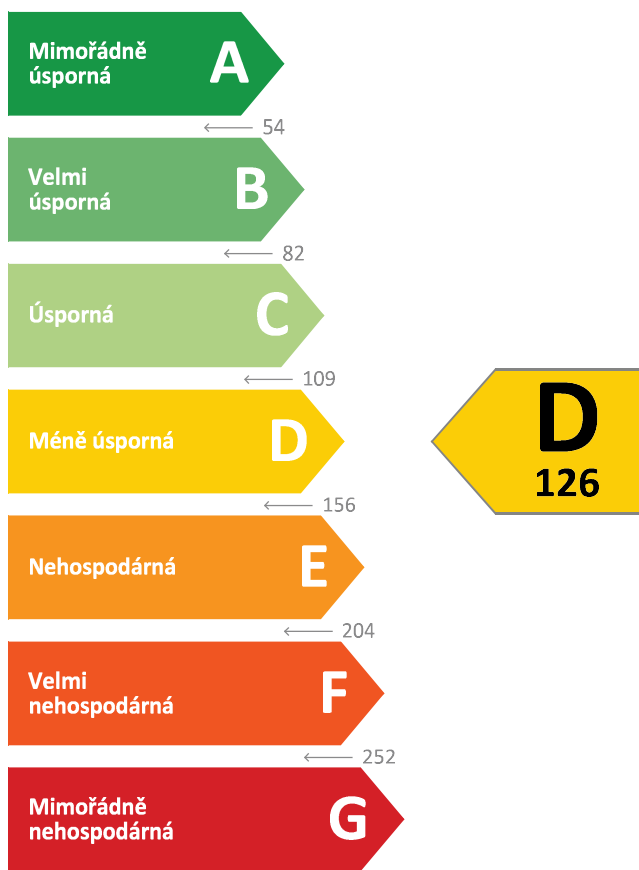 Mimořádně
úsporná
A
54
Velmi
úsporná
B
82
Úsporná
C
109
Méně úsporná
D
D
126
156
Nehospodárná
E
204
Velmi
nehospodárná
F
252
Mimořádně
nehospodárná
G